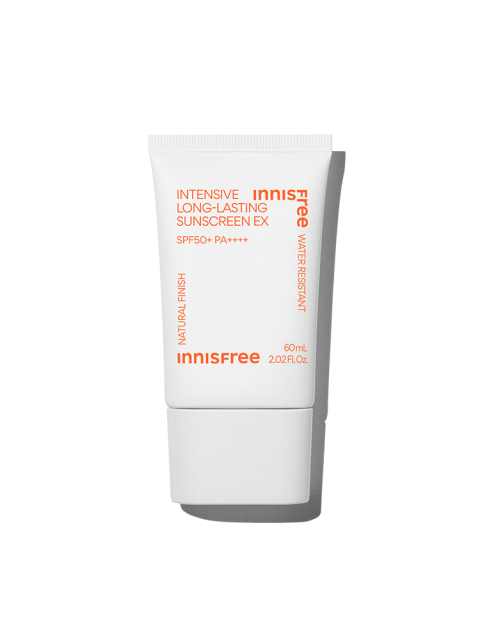 INTENSIVE
LONG-LASTING
SUNSCREEN EX
SPF50+ PA++++
innisfree
WATER RESISTANT
NATURAL FINISH
innisfree
60mL
2.02 Fl. Oz.